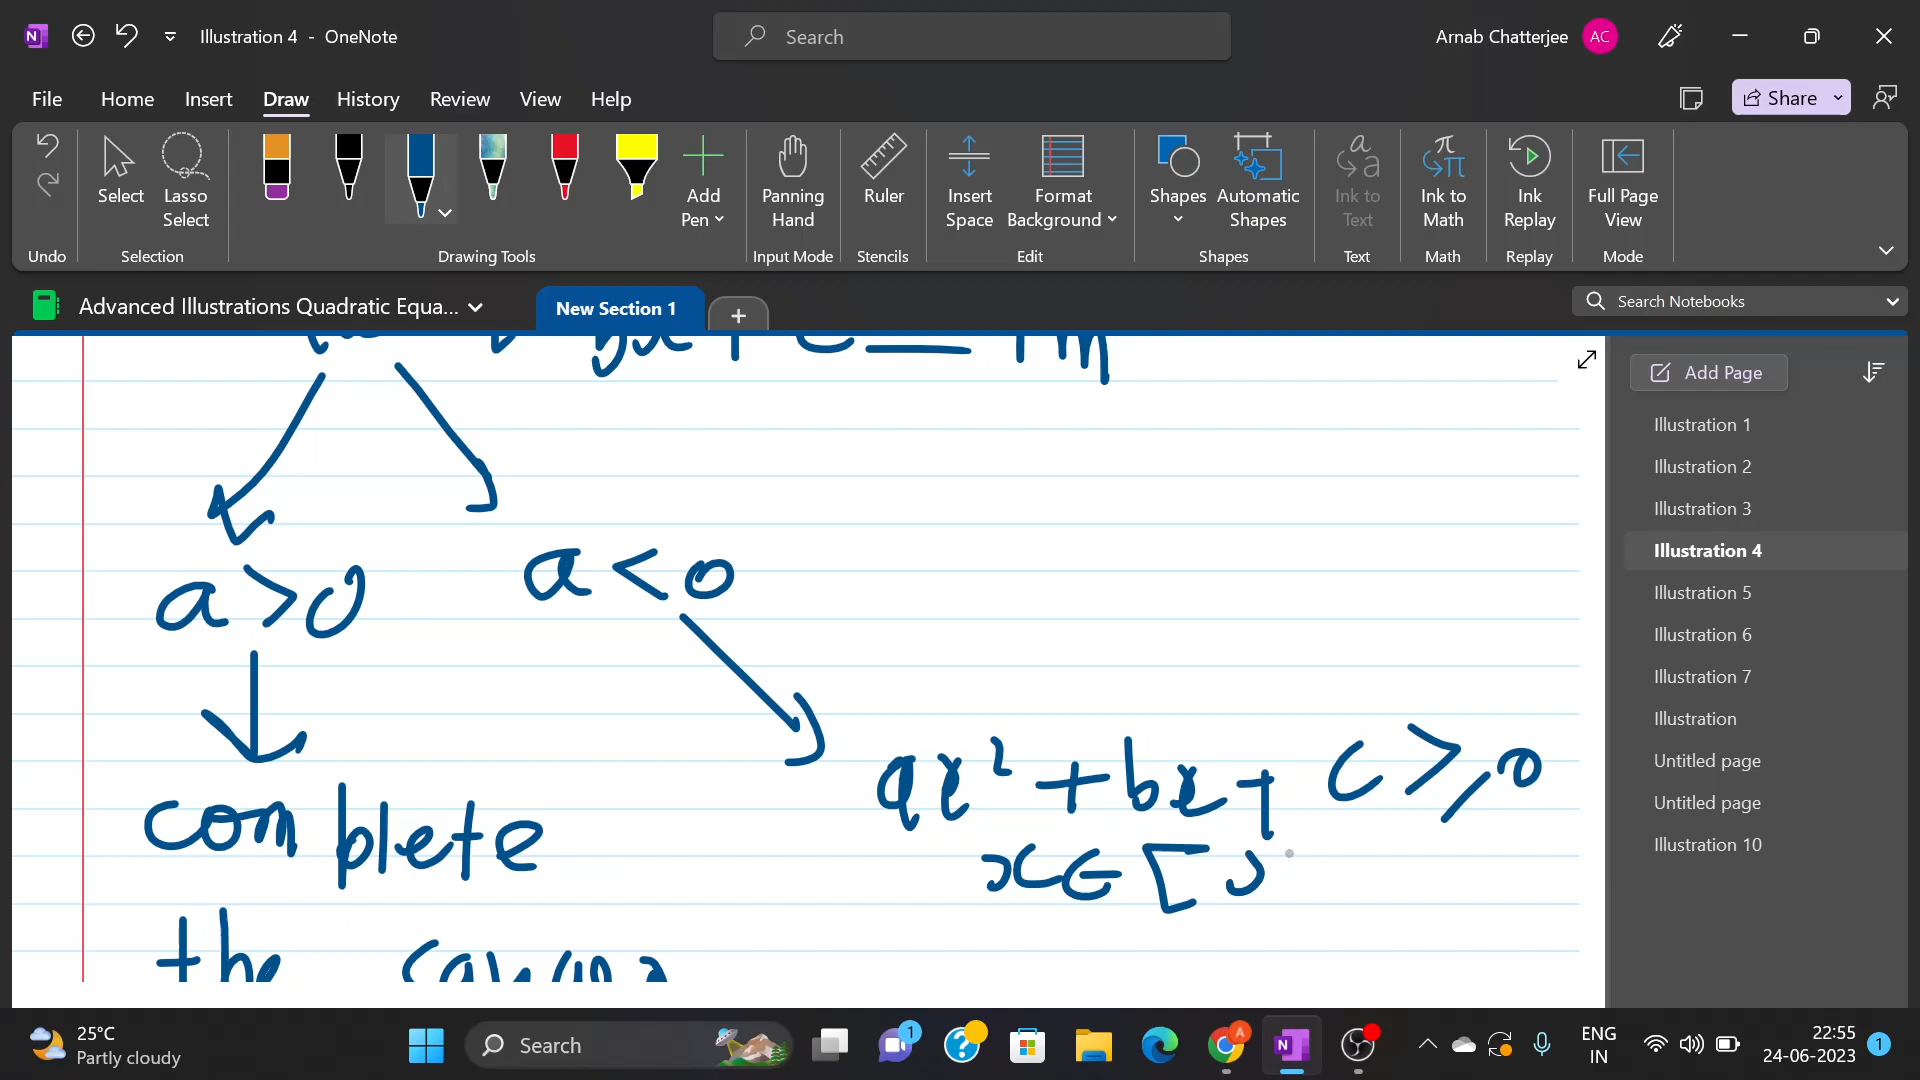 Illustration 4 - OneNote
Search
Arnab Chatterjee
AC
File
Home
Insert
Draw
History
Review
View
Help
Share
Select
Lasso
Select
Add
Pen
Panning
Hand
Ruler
Insert
Space
Format
Background
Shapes
Automatic
Shapes
Ink to
Text
Ink to
Math
Ink
Replay
Full Page
View
Undo
Selection
Drawing Tools
Input Mode
Stencils
Edit
Shapes
Text
Math
Replay
Mode
Advanced Illustrations Quadratic Equa...
New Section 1
Search Notebooks
Add Page
Illustration 1
Illustration 2
Illustration 3
Illustration 4
Illustration 5
Illustration 6
Illustration 7
Illustration
Untitled page
Untitled page
Illustration 10
a>0
a<0
ax²+bx+c≥0
x∈[
complete
the
25°C
Partly cloudy
Search
1
ENG
IN
22:55
24-06-2023
1